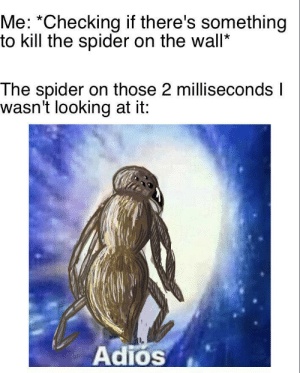 Me: *Checking if there's something
to kill the spider on the wall*
The spider on those 2 milliseconds I
wasn't looking at it:
Adiós